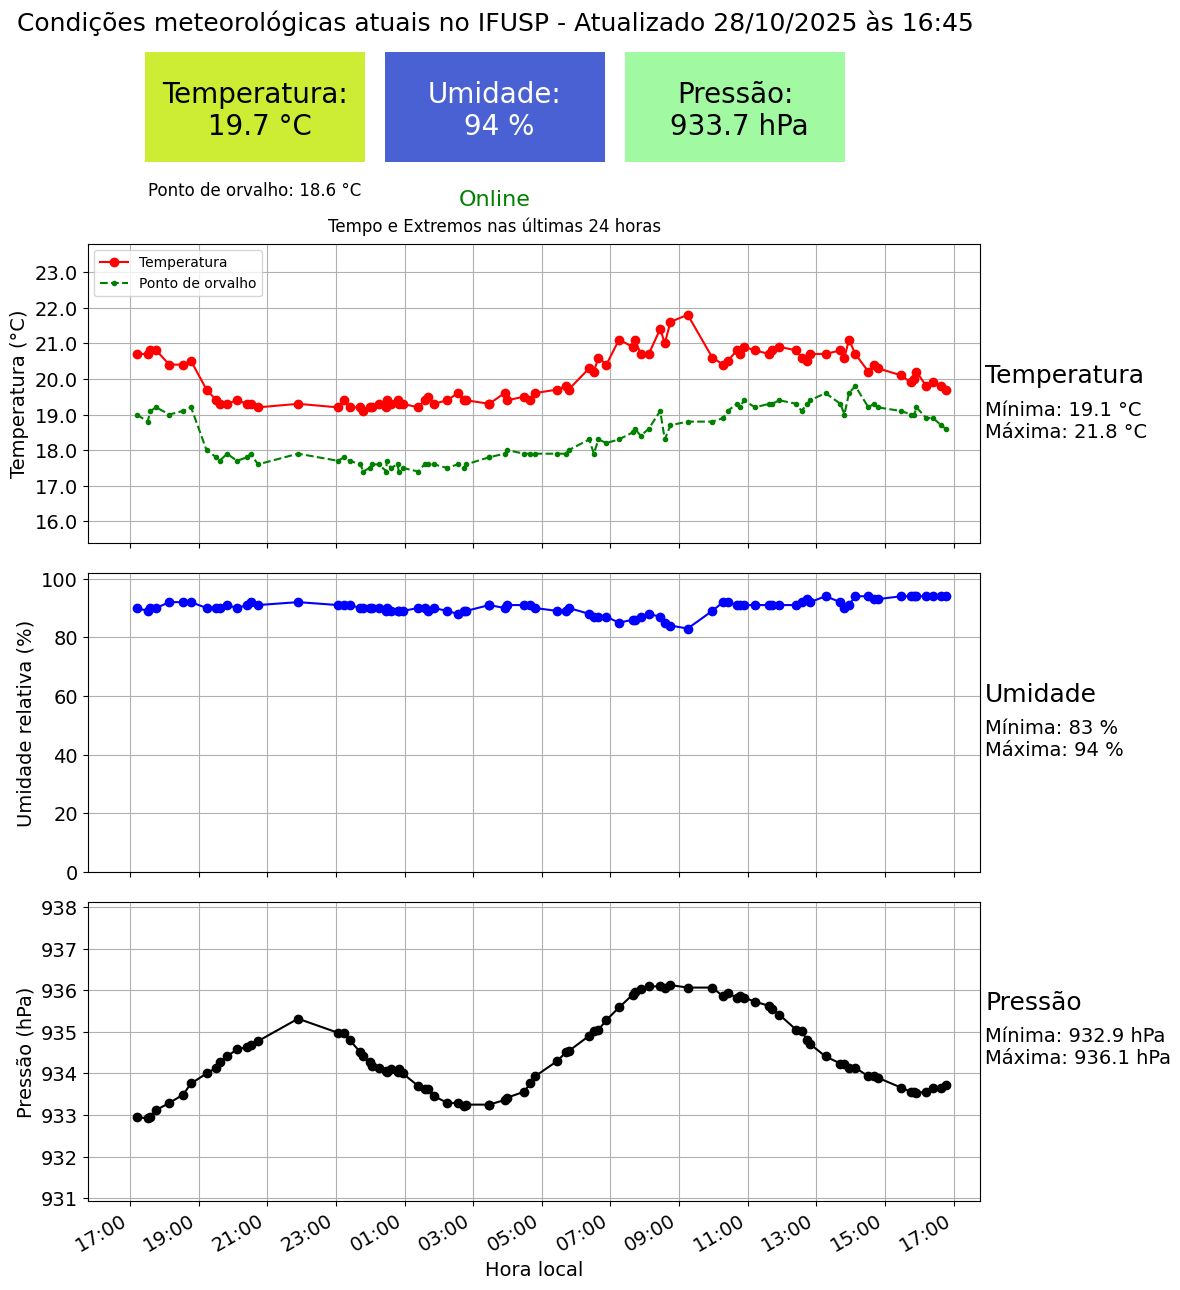 Condições meteorológicas atuais no IFUSP - Atualizado 28/10/2025 às 16:45
Temperatura:
19.7 °C
Umidade:
94 %
Pressão:
933.7 hPa
Ponto de orvalho: 18.6 °C
Online
Tempo e Extremos nas últimas 24 horas
Temperatura
Ponto de orvalho
Temperatura (°C)
23.0
22.0
21.0
20.0
19.0
18.0
17.0
16.0
Temperatura
Mínima: 19.1 °C
Máxima: 21.8 °C
Umidade relativa (%)
100
80
60
40
20
0
Umidade
Mínima: 83 %
Máxima: 94 %
Pressão (hPa)
938
937
936
935
934
933
932
931
Pressão
Mínima: 932.9 hPa
Máxima: 936.1 hPa
17:00
19:00
21:00
23:00
01:00
03:00
05:00
07:00
09:00
11:00
13:00
15:00
17:00
Hora local